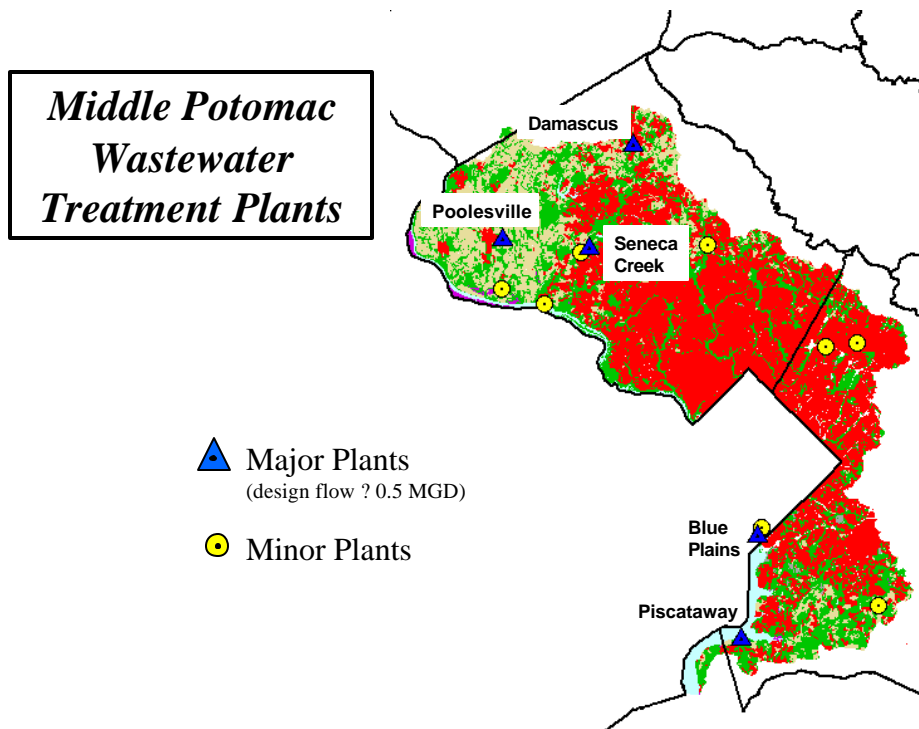 Middle Potomac
Wastewater
Treatment Plants
Damascus
Poolesville
Seneca
Creek
Major Plants
(design flow ? 0.5 MGD)
Minor Plants
Blue
Plains
Piscataway